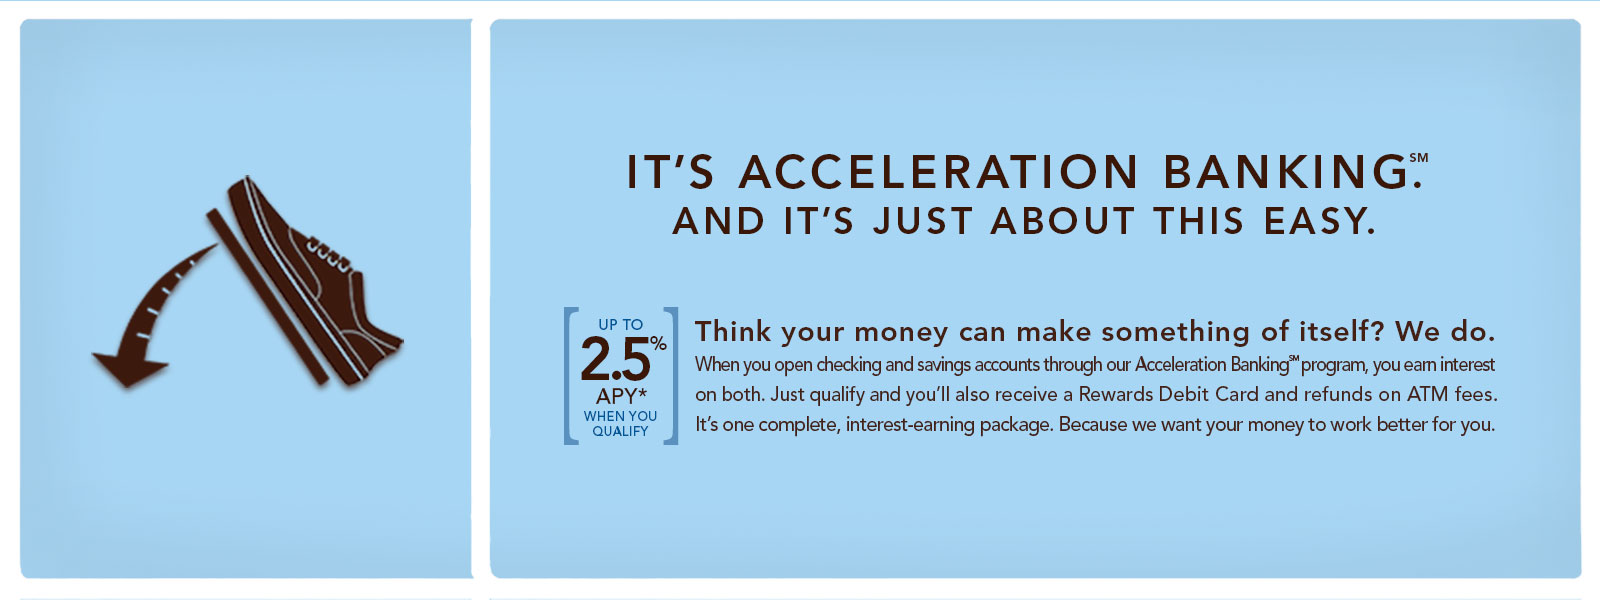 IT'S ACCELERATION BANKING.℠
AND IT'S JUST ABOUT THIS EASY.
UP TO
2.5%
APY*
WHEN YOU
QUALIFY
Think your money can make something of itself? We do.
When you open checking and savings accounts through our Acceleration Banking℠ program, you earn interest
on both. Just qualify and you'll also receive a Rewards Debit Card and refunds on ATM fees.
It's one complete, interest-earning package. Because we want your money to work better for you.